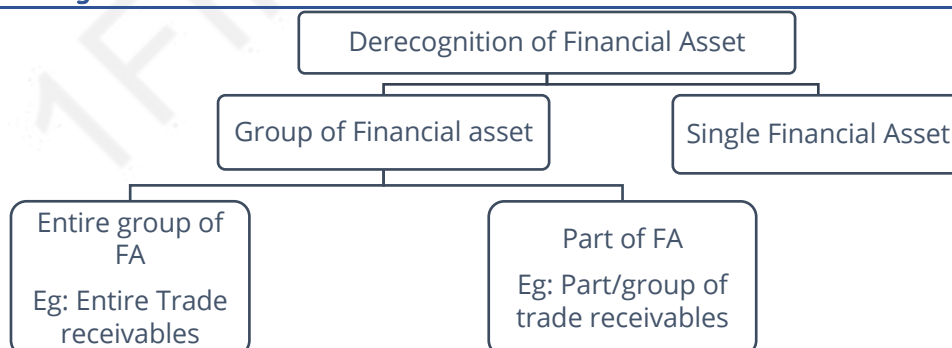 Derecognition of Financial Asset
Group of Financial asset
Single Financial Asset
Entire group of
FA
Eg: Entire Trade
receivables
Part of FA
Eg: Part/group of
trade receivables